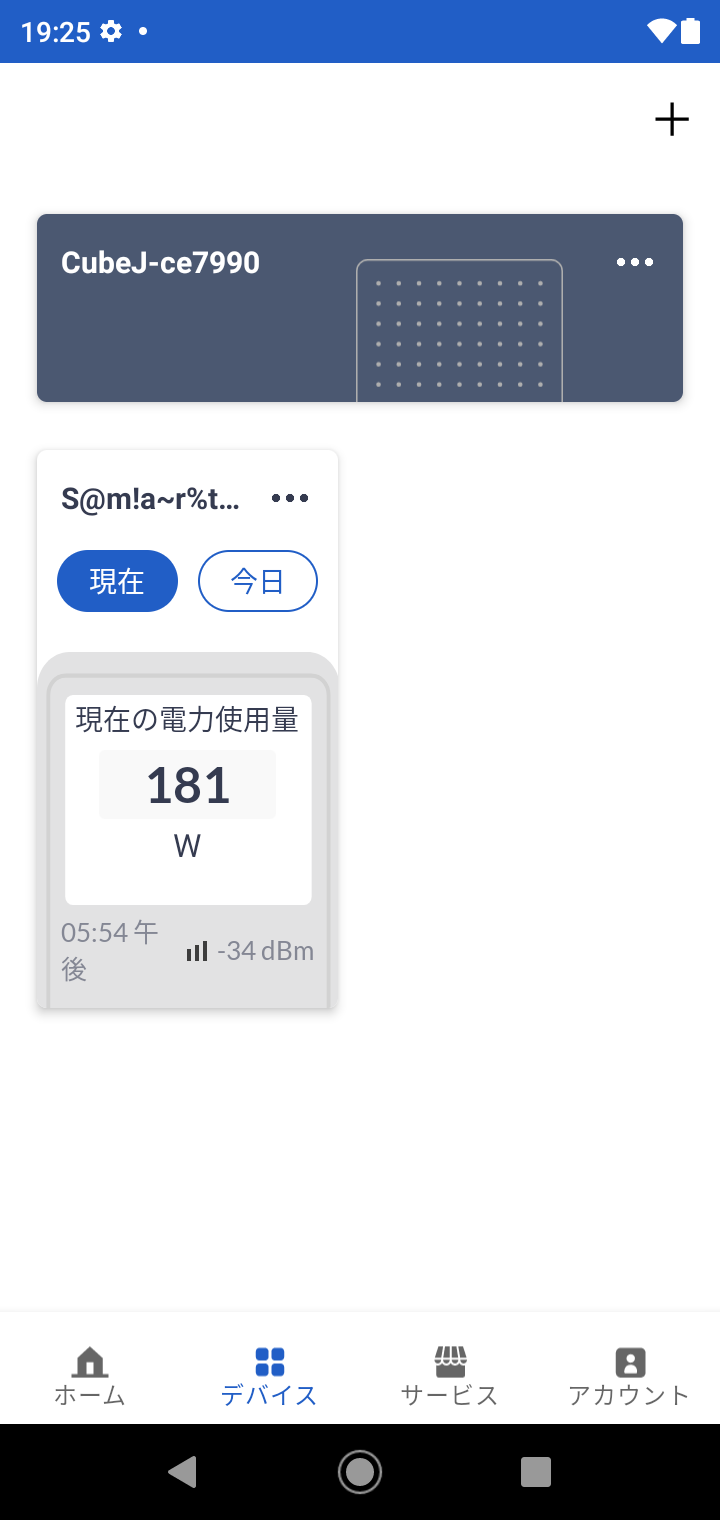 19:25
CubeJ-ce7990
S@m!a~r%t...
現在
今日
現在の電力使用量
181
W
05:54 午
後
-34 dBm
ホーム
デバイス
サービス
アカウント